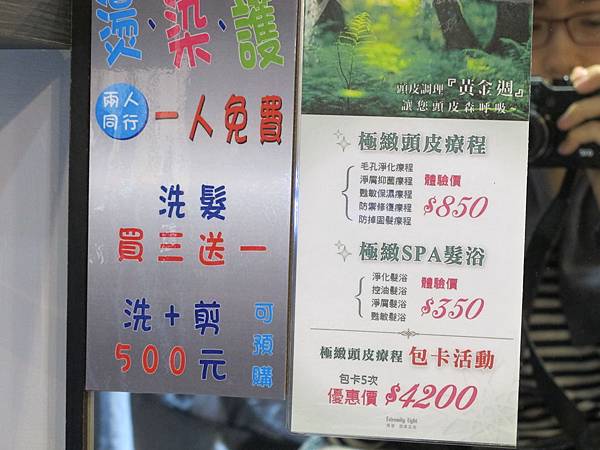 燙、染、護
兩人
同行
一人免費
洗髮
買三送一
洗+剪
500元
可預購
頭皮調理『黃金週』
讓您頭皮森呼吸~
極緻頭皮療程
毛孔淨化療程
淨屑抑菌療程
甦敏保濕療程
防禦修復療程
防掉固髮療程
體驗價
$850
極緻SPA髮浴
淨化髮浴
控油髮浴
淨屑髮浴
甦敏髮浴
體驗價
$350
極緻頭皮療程 包卡活動
包卡5次
優惠價 $4200